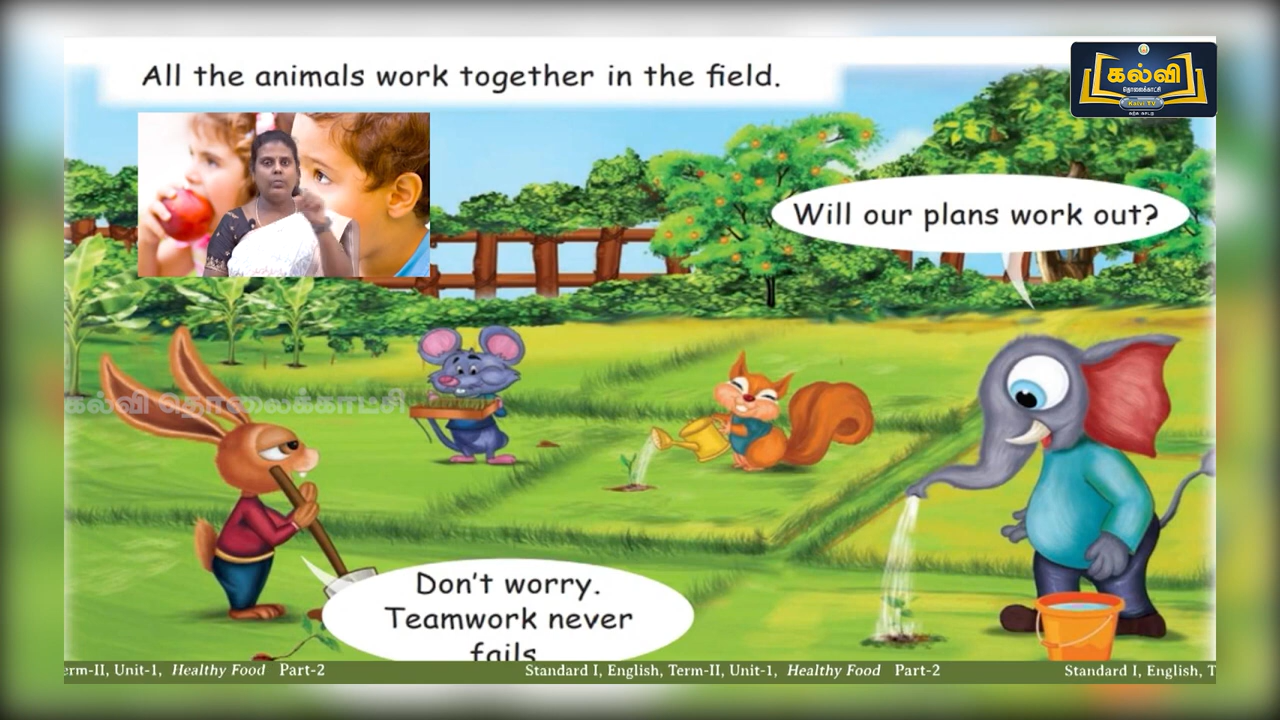 All the animals work together in the field.
கல்வி
தொலைக்காட்சி
Kalvi TV
Will our plans work out?
கல்வி தொலைக்காட்சி
Don't worry.
Teamwork never
fails
erm-II, Unit-1, Healthy Food Part-2
Standard I, English, Term-II, Unit-1, Healthy Food Part-2
Standard I, English, T